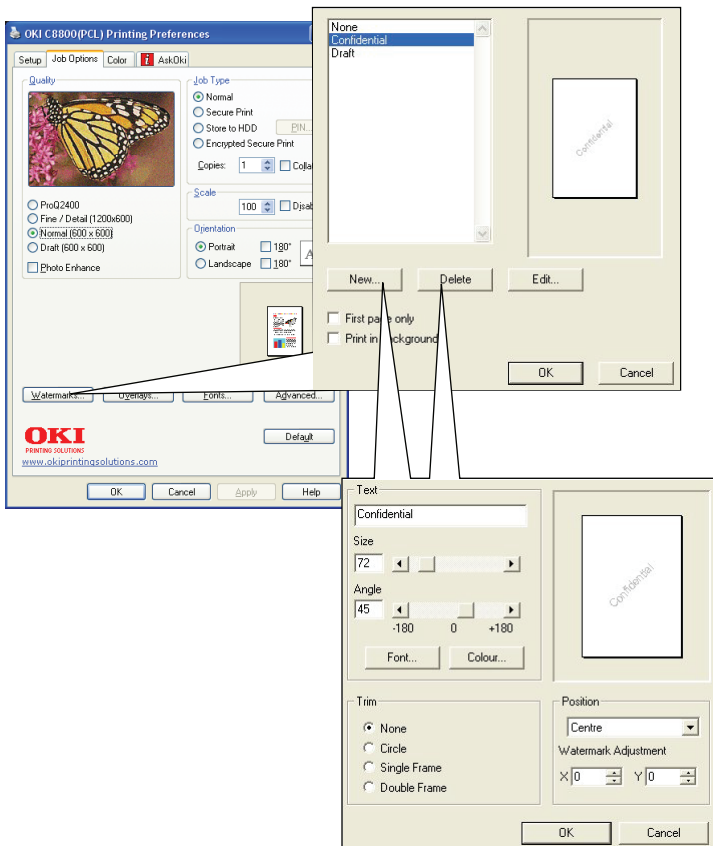 OKI C8800(PCL) Printing Preferences
Setup Job Options Color i AskOki
Quality
ProQ2400
Fine / Detail (1200x600)
Normal (600 x 600)
Draft (600 x 600)
Photo Enhance
Job Type
Normal
Secure Print
Store to HDD PIN...
Encrypted Secure Print
Copies: 1
Scale
100
Orientation
Portrait 180°
Landscape 180°
A
Watermarks... Overlays... Fonts... Advanced...
OKI
PRINTING SOLUTIONS
www.okiprintingsolutions.com
Default
OK Cancel Apply Help
None
Confidential
Draft
Confidential
New... Delete Edit...
First page only
Print in background
OK Cancel
Text
Confidential
Size
72
Angle
45
-180 0 +180
Font... Colour...
Confidential
Trim
None
Circle
Single Frame
Double Frame
Position
Centre
Watermark Adjustment
X 0 Y 0
OK Cancel